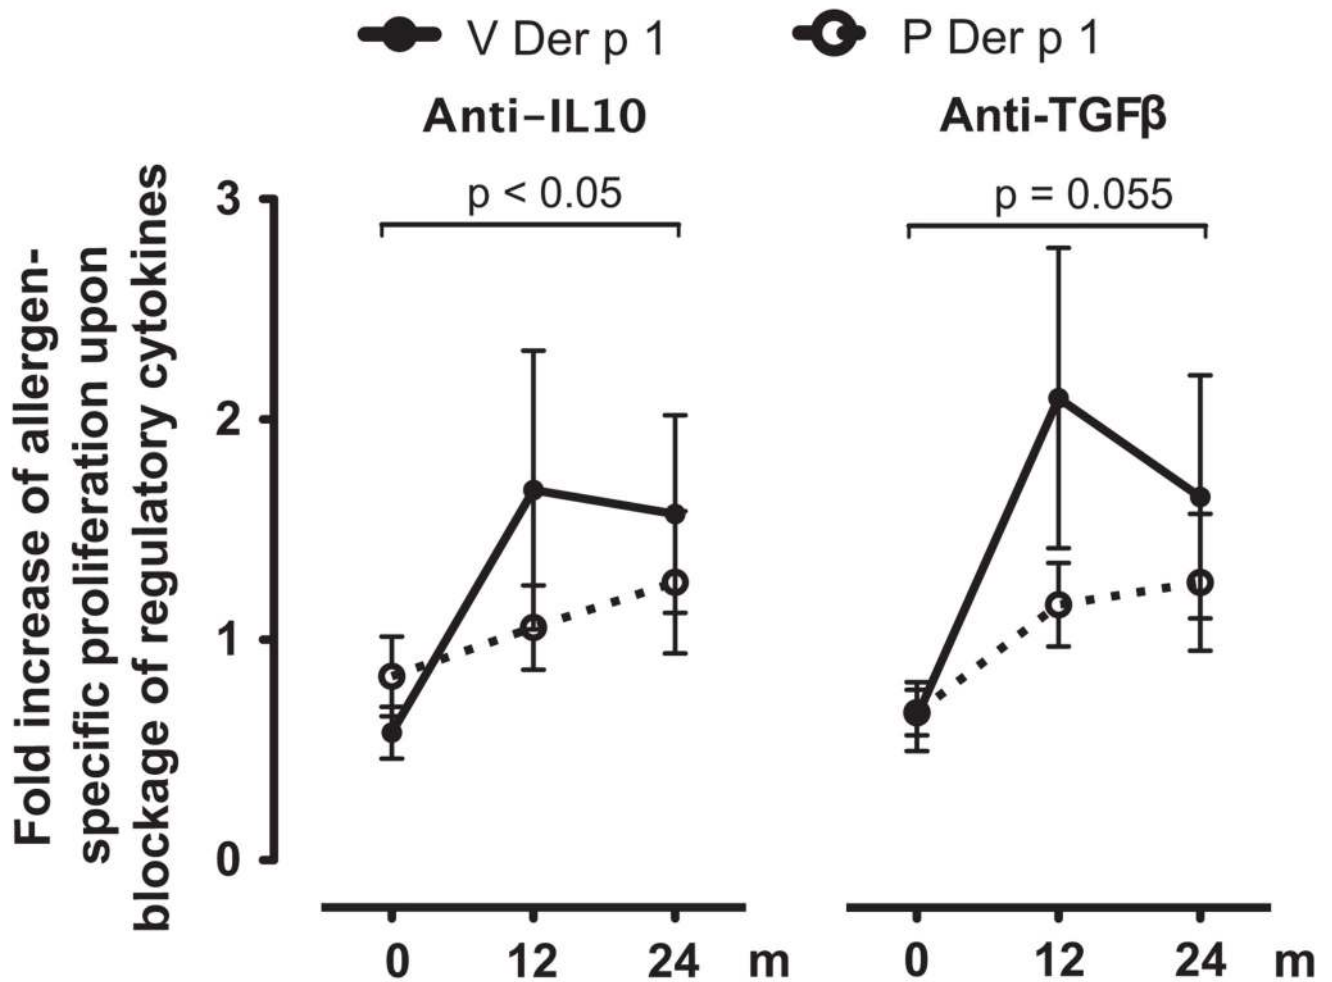 V Der p 1
P Der p 1
Anti-IL10
Anti-TGFβ
p < 0.05
p = 0.055
Fold increase of allergen-
specific proliferation upon
blockage of regulatory cytokines
3
2
1
0
0 12 24 m
0 12 24 m